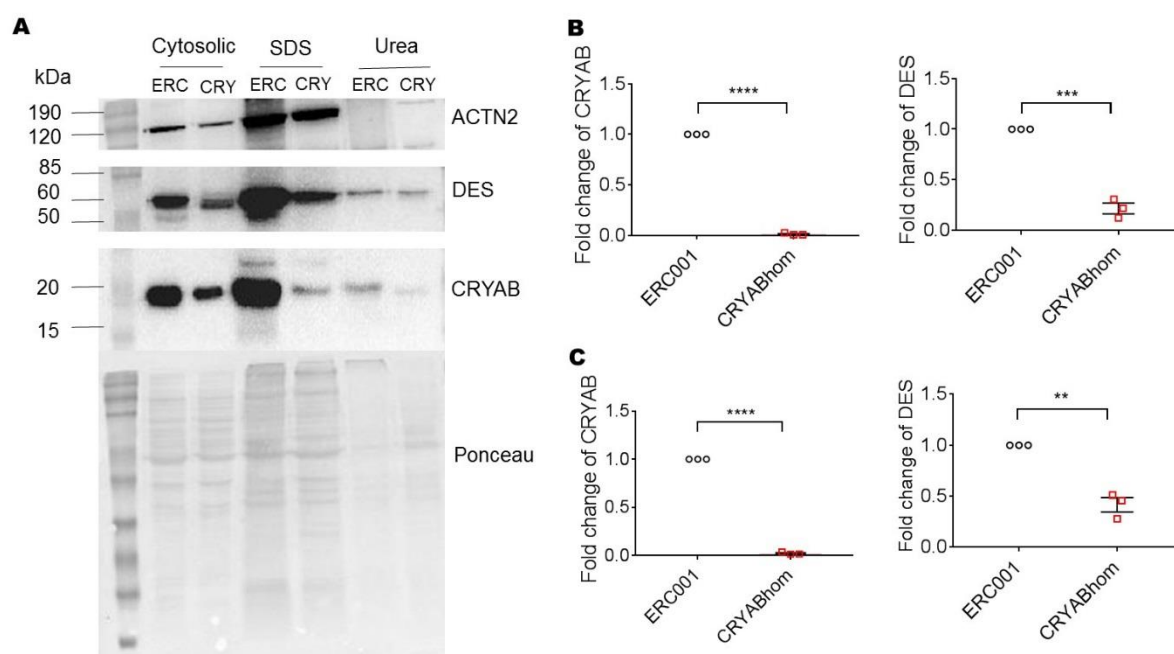 A
Cytosolic SDS Urea
kDa ERC CRY ERC CRY ERC CRY
190
120
ACTN2
85
60
50
DES
20
15
CRYAB
Ponceau
B
Fold change of CRYAB
1.5
1.0
0.5
0.0
****
ERC001
CRYABhom
Fold change of DES
1.5
1.0
0.5
0.0
***
ERC001
CRYABhom
C
Fold change of CRYAB
1.5
1.0
0.5
0.0
****
ERC001
CRYABhom
Fold change of DES
1.5
1.0
0.5
0.0
**
ERC001
CRYABhom